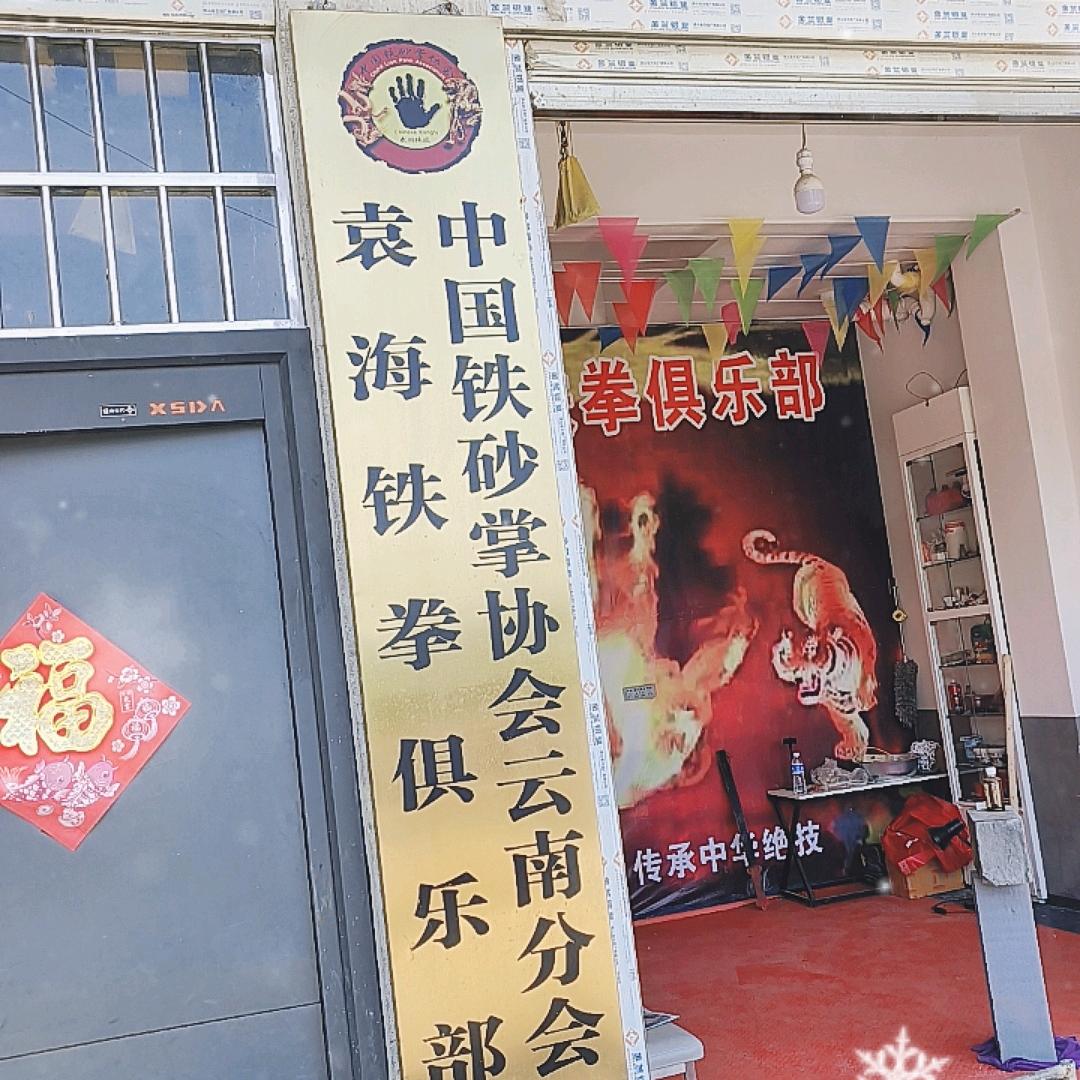 中国铁砂掌协会云南分会
袁海铁拳俱乐部
拳俱乐部
传承中华绝技
福